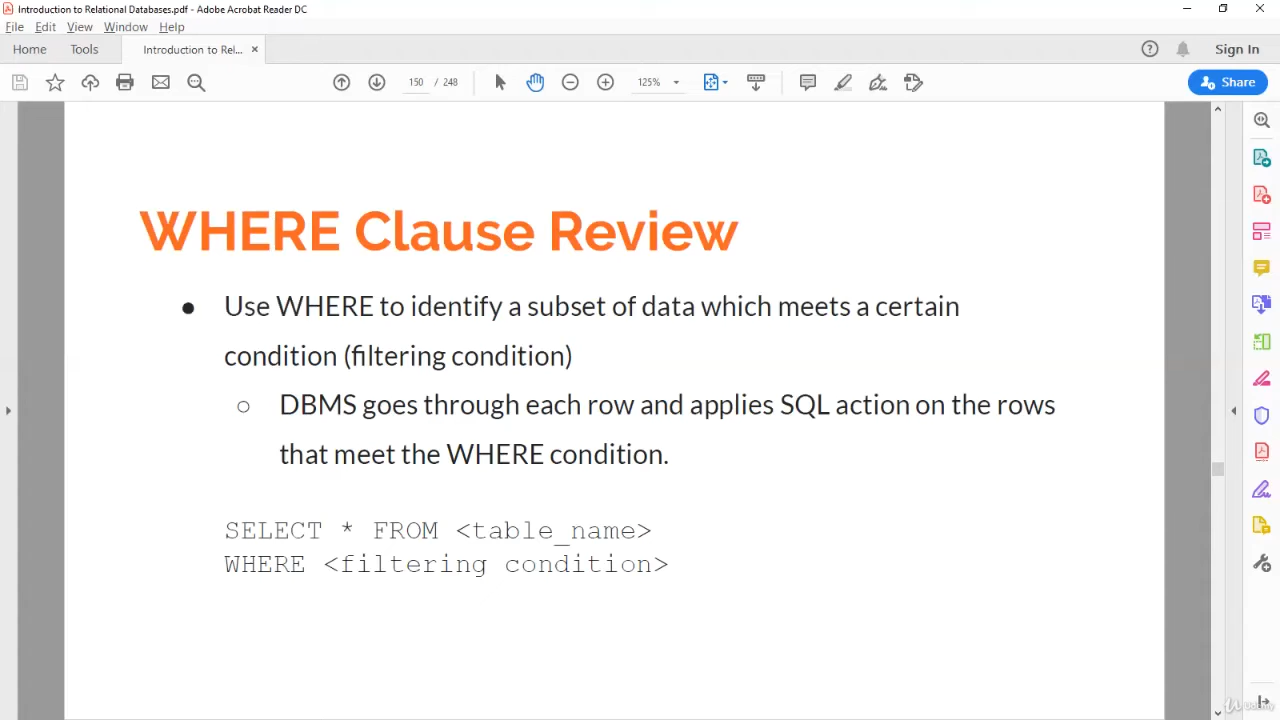 Introduction to Relational Databases.pdf - Adobe Acrobat Reader DC
File Edit View Window Help
Home Tools Introduction to Rel... × Sign In
150 / 248 125% Share
WHERE Clause Review
● Use WHERE to identify a subset of data which meets a certain
condition (filtering condition)
○ DBMS goes through each row and applies SQL action on the rows
that meet the WHERE condition.
SELECT * FROM <table_name>
WHERE <filtering condition>
Udemy